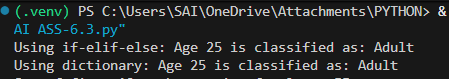 (.venv) PS C:\Users\SAI\OneDrive\Attachments\PYTHON> &
AI ASS-6.3.py"
Using if-elif-else: Age 25 is classified as: Adult
Using dictionary: Age 25 is classified as: Adult